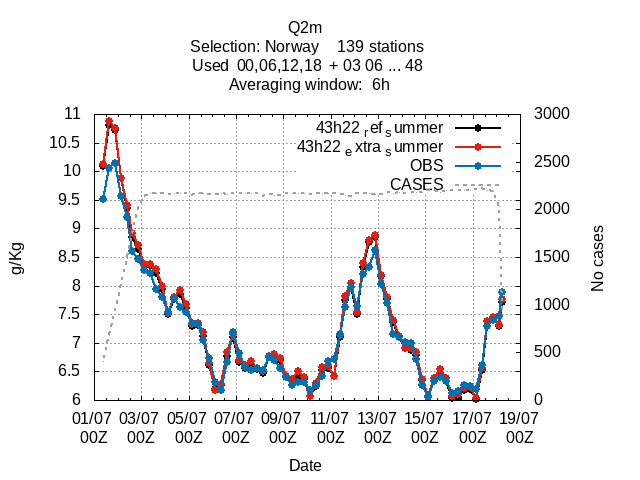 Q2m
Selection: Norway 139 stations
Used 00,06,12,18 + 03 06 ... 48
Averaging window: 6h
43h22 ref summer
43h22 extra summer
OBS
CASES
11
10.5
10
9.5
9
8.5
8
7.5
7
6.5
6
3000
2500
2000
1500
1000
500
0
g/Kg
No cases
01/07 03/07 05/07 07/07 09/07 11/07 13/07 15/07 17/07 19/07
00Z 00Z 00Z 00Z 00Z 00Z 00Z 00Z 00Z 00Z
Date